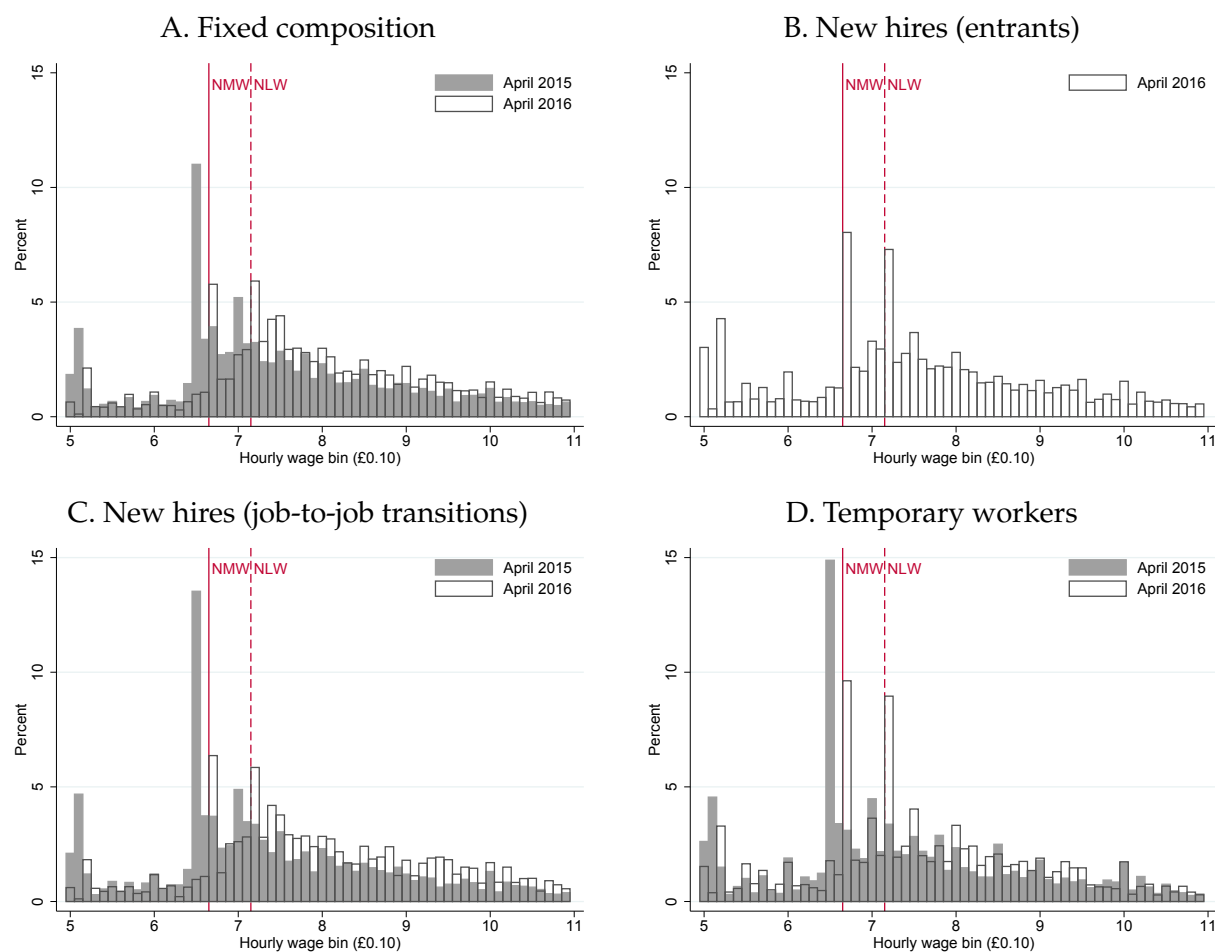 A. Fixed composition
15
10
5
0
Percent
NMW NLW
April 2015
April 2016
5 6 7 8 9 10 11
Hourly wage bin (£0.10)
B. New hires (entrants)
15
10
5
0
Percent
NMW NLW
April 2016
5 6 7 8 9 10 11
Hourly wage bin (£0.10)
C. New hires (job-to-job transitions)
15
10
5
0
Percent
NMW NLW
April 2015
April 2016
5 6 7 8 9 10 11
Hourly wage bin (£0.10)
D. Temporary workers
15
10
5
0
Percent
NMW NLW
April 2015
April 2016
5 6 7 8 9 10 11
Hourly wage bin (£0.10)